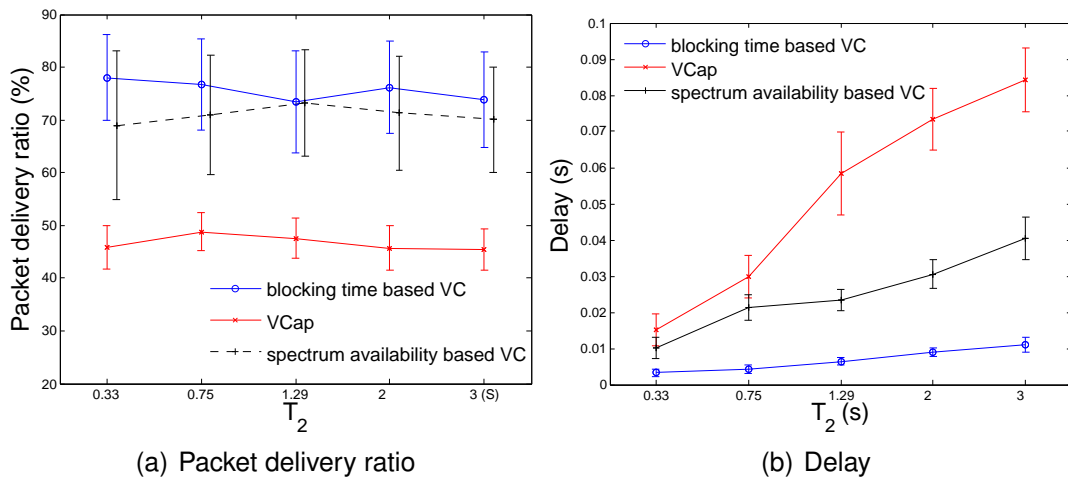 90
80
70
60
50
40
30
20
Packet delivery ratio (%)
blocking time based VC
VCap
spectrum availability based VC
0.33 0.75 1.29 2 3 (S)
T2
(a) Packet delivery ratio
0.1
0.09
0.08
0.07
0.06
0.05
0.04
0.03
0.02
0.01
0
Delay (s)
blocking time based VC
VCap
spectrum availability based VC
0.33 0.75 1.29 2 3
T2 (s)
(b) Delay